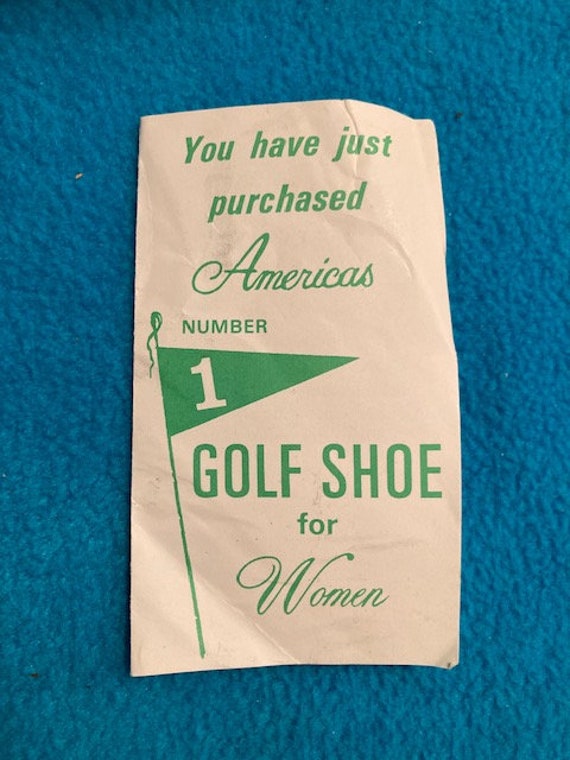 You have just
purchased
Americas
NUMBER
1
GOLF SHOE
for
Women